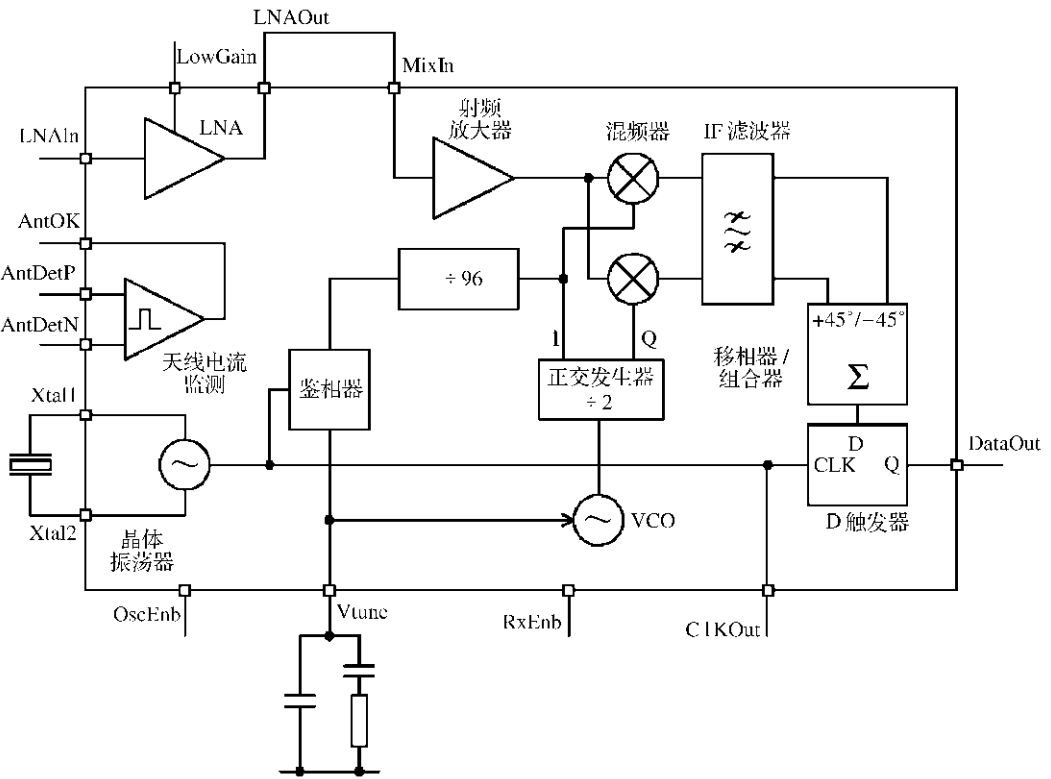 LNAOut
LowGain
MixIn
LNAIn
LNA
射频
放大器
混频器
IF 滤波器
AntOK
AntDetP
÷ 96
AntDetN
+45°/−45°
I
Q
天线电流
监测
鉴相器
正交发生器
÷ 2
移相器 /
组合器
Σ
Xtal1
D
CLK
Q
DataOut
Xtal2
晶体
振荡器
VCO
D 触发器
OscEnb
Vtune
RxEnb
C1KOut